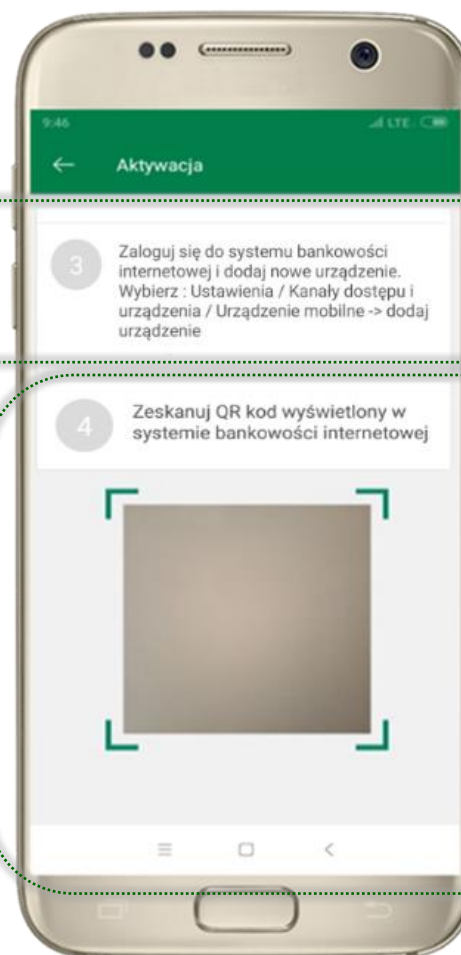 9:46
LTE
Aktywacja
3
Zaloguj się do systemu bankowości
internetowej i dodaj nowe urządzenie.
Wybierz : Ustawienia / Kanały dostępu i
urządzenia / Urządzenie mobilne -> dodaj
urządzenie
4
Zeskanuj QR kod wyświetlony w
systemie bankowości internetowej